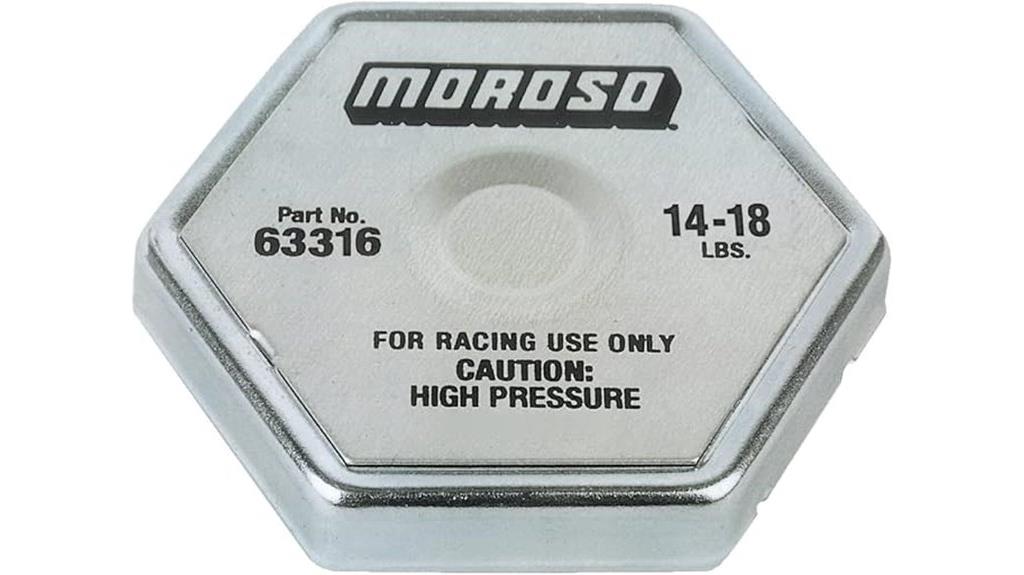 MOROSO
Part No.
63316
14-18
LBS.
FOR RACING USE ONLY
CAUTION:
HIGH PRESSURE